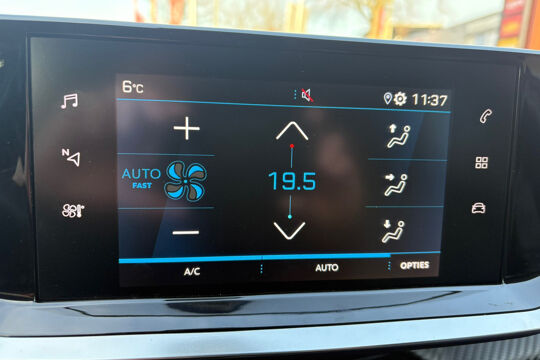 6°C
11:37
N
AUTO
FAST
19.5
A/C
AUTO
OPTIES